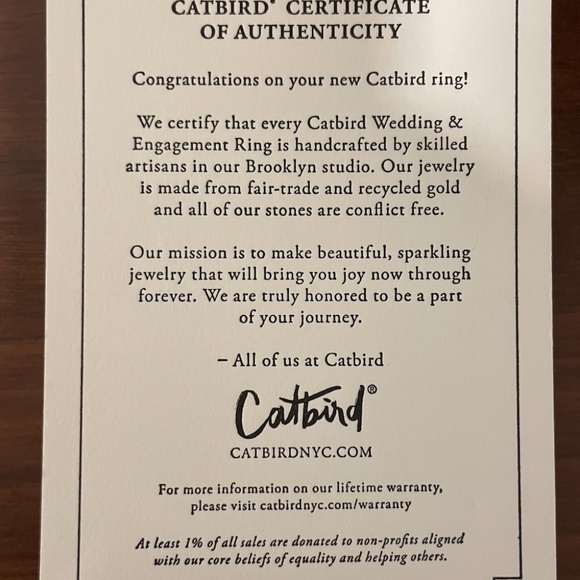 CATBIRD® CERTIFICATE
OF AUTHENTICITY
Congratulations on your new Catbird ring!
We certify that every Catbird Wedding &
Engagement Ring is handcrafted by skilled
artisans in our Brooklyn studio. Our jewelry
is made from fair-trade and recycled gold
and all of our stones are conflict free.
Our mission is to make beautiful, sparkling
jewelry that will bring you joy now through
forever. We are truly honored to be a part
of your journey.
– All of us at Catbird
Catbird®
CATBIRDNYC.COM
For more information on our lifetime warranty,
please visit catbirdnyc.com/warranty
At least 1% of all sales are donated to non-profits aligned
with our core beliefs of equality and helping others.